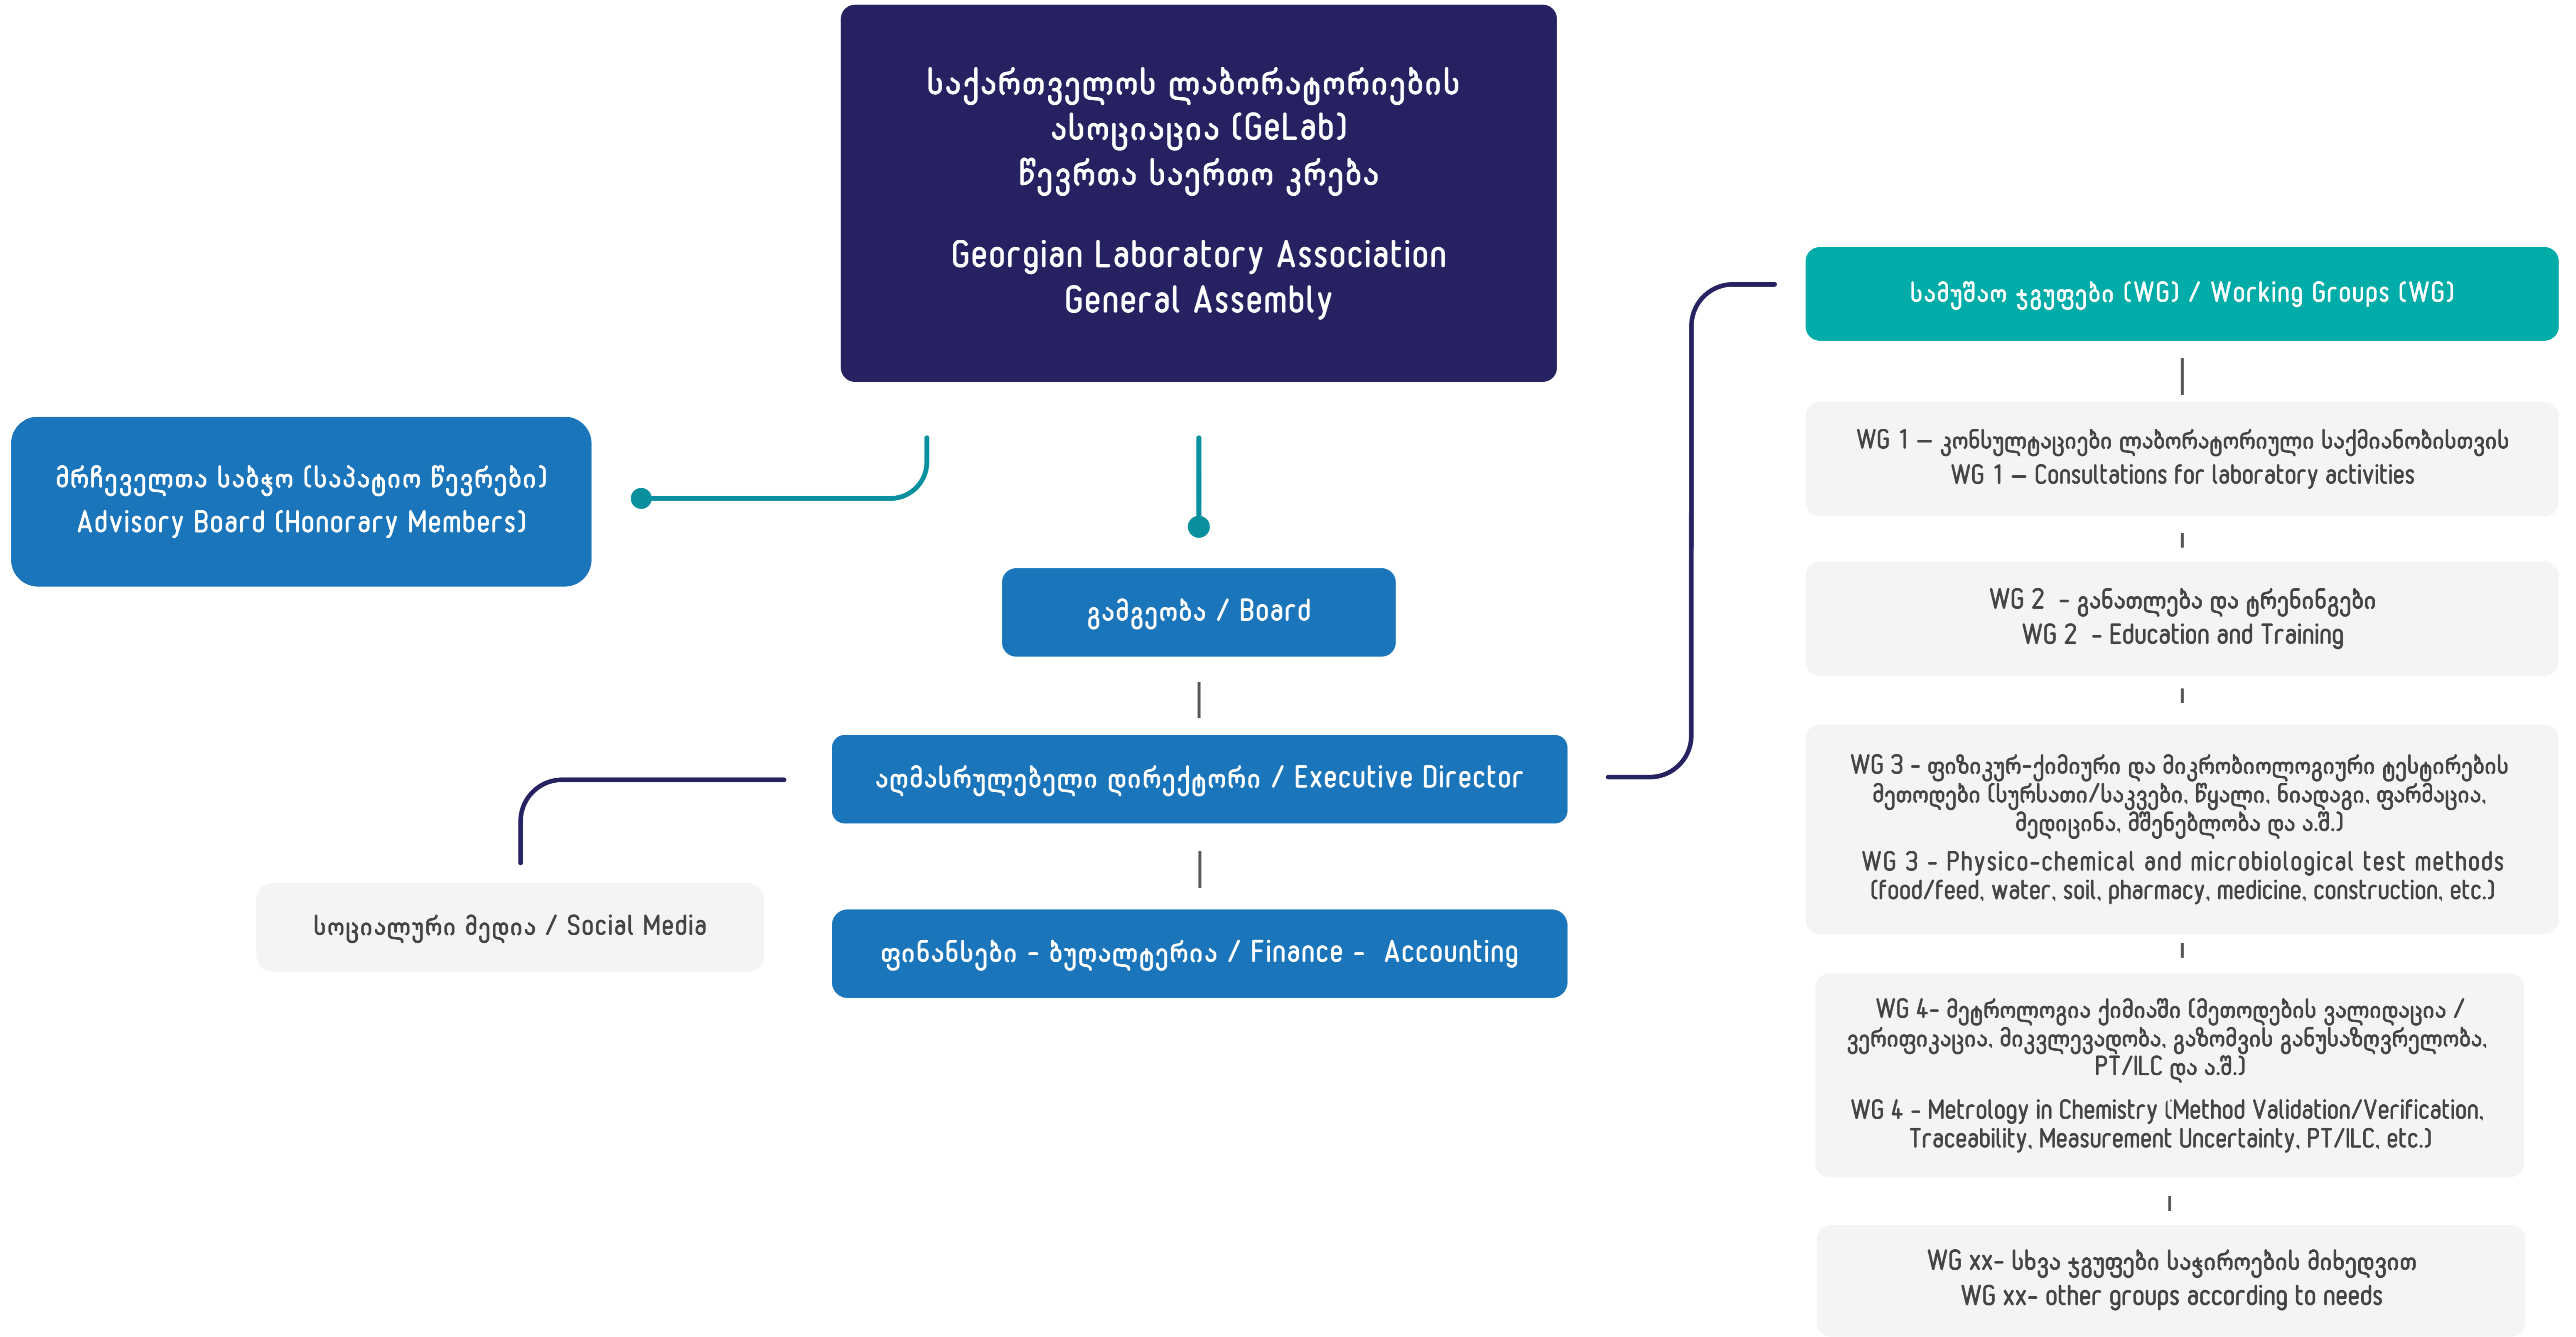 საქართველოს ლაბორატორიების
ასოციაცია (GeLab)
წევრთა საერთო კრება
Georgian Laboratory Association
General Assembly
მრჩეველთა საბჭო (საპატიო წევრები)
Advisory Board (Honorary Members)
გამგეობა / Board
აღმასრულებელი დირექტორი / Executive Director
სოციალური მედია / Social Media
ფინანსები - ბუღალტერია / Finance - Accounting
სამუშაო ჯგუფები (WG) / Working Groups (WG)
WG 1 – კონსულტაციები ლაბორატორიული საქმიანობისთვის
WG 1 – Consultations for laboratory activities
WG 2 - განათლება და ტრენინგები
WG 2 - Education and Training
WG 3 - ფიზიკურ-ქიმიური და მიკრობიოლოგიური ტესტირების
მეთოდები (სურსათი/საკვები, წყალი, ნიადაგი, ფარმაცია,
მედიცინა, მშენებლობა და ა.შ.)
WG 3 - Physico-chemical and microbiological test methods
(food/feed, water, soil, pharmacy, medicine, construction, etc.)
WG 4- მეტროლოგია ქიმიაში (მეთოდების ვალიდაცია /
ვერიფიკაცია, მიკვლევადობა, გაზომვის განუსაზღვრელობა,
PT/ILC და ა.შ.)
WG 4 - Metrology in Chemistry (Method Validation/Verification,
Traceability, Measurement Uncertainty, PT/ILC, etc.)
WG xx- სხვა ჯგუფები საჭიროების მიხედვით
WG xx- other groups according to needs